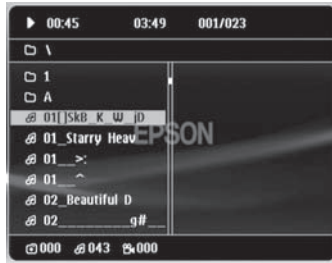 00:45 03:49 001/023
\
1
A
01[]SkB_K_W_jD
01_Starry Heav
EPSON
01__>:
01__^
02_Beautiful D
02________g#__
000 043 000